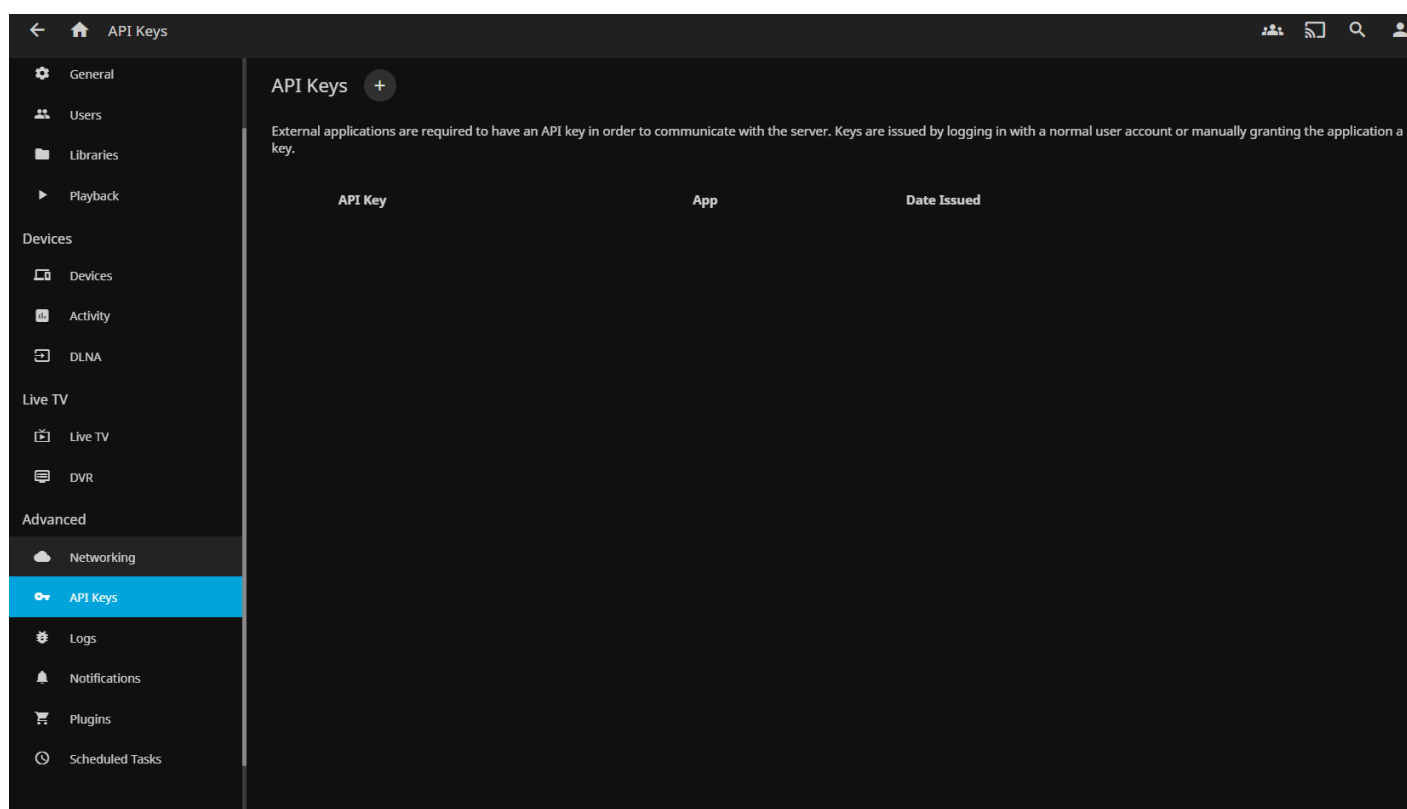 API Keys
General
Users
Libraries
Playback
Devices
Devices
Activity
DLNA
Live TV
Live TV
DVR
Advanced
Networking
API Keys
Logs
Notifications
Plugins
Scheduled Tasks
API Keys +
External applications are required to have an API key in order to communicate with the server. Keys are issued by logging in with a normal user account or manually granting the application a
key.
API Key App Date Issued